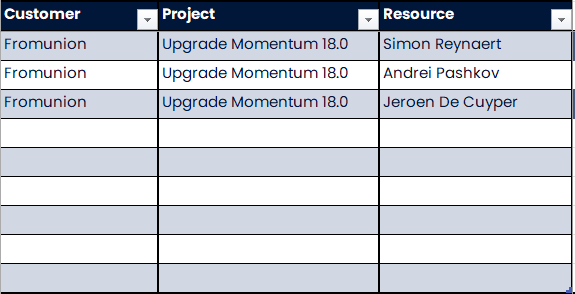 Customer Project Resource
Fromunion Upgrade Momentum 18.0 Simon Reynaert
Fromunion Upgrade Momentum 18.0 Andrei Pashkov
Fromunion Upgrade Momentum 18.0 Jeroen De Cuyper